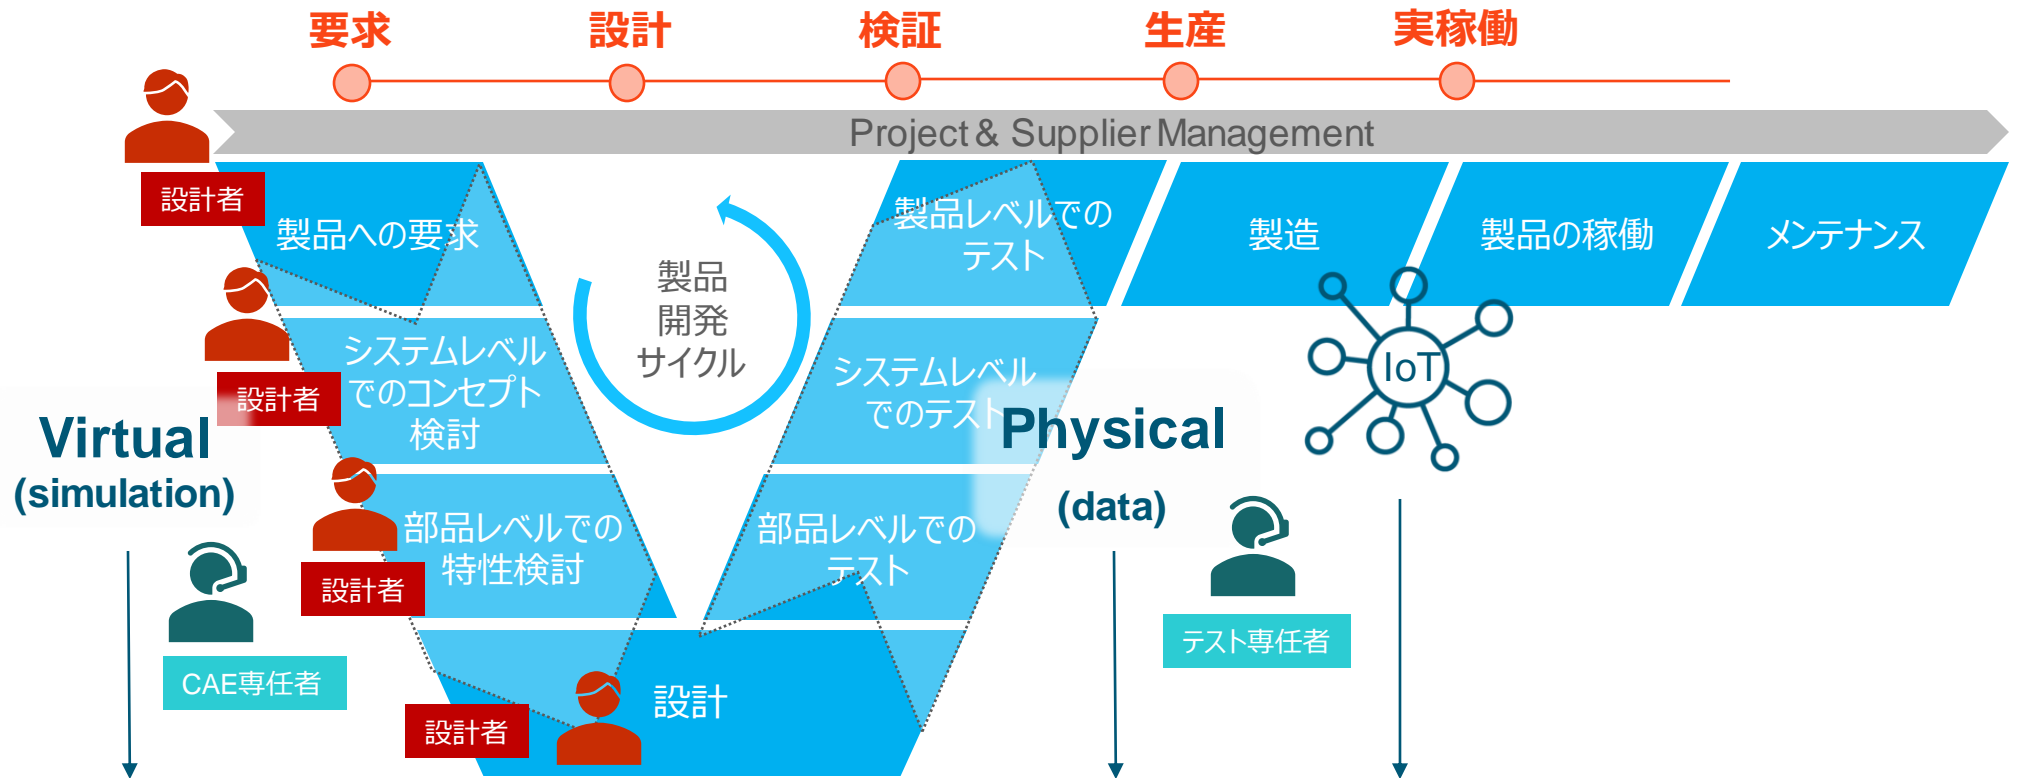 要求
設計
検証
生産
実稼働
Project & Supplier Management
設計者
製品への要求
製品
開発
サイクル
製品レベルでの
テスト
製造
製品の稼働
メンテナンス
設計者
システムレベル
でのコンセプト
検討
システムレベル
でのテスト
IoT
Virtual
(simulation)
Physical
(data)
設計者
部品レベルでの
特性検討
部品レベルでの
テスト
CAE専任者
テスト専任者
設計者
設計